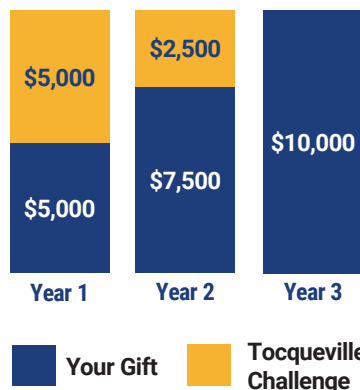 $5,000
$2,500
$10,000
$5,000
$7,500
Year 1
Year 2
Year 3
Your Gift
Tocqueville
Challenge